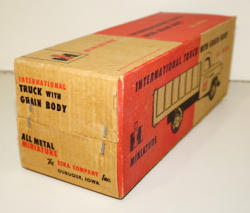 INTERNATIONAL
TRUCK WITH
GRAIN BODY
ALL METAL
MINIATURE
The ESKA COMPANY Inc.
DUBUQUE, IOWA
INTERNATIONAL TRUCK WITH GRAIN BODY
IH
MINIATURE